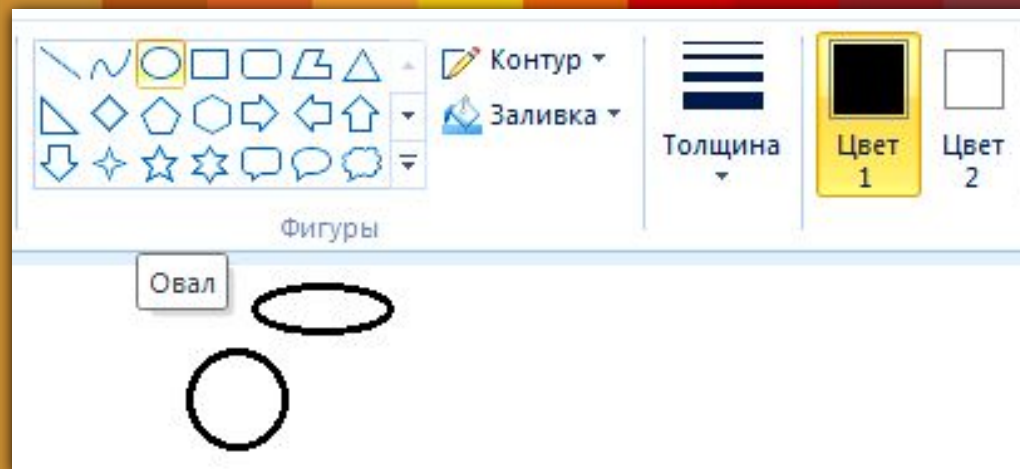 Контур
Заливка
Толщина
Цвет
1
Цвет
2
Фигуры
Овал